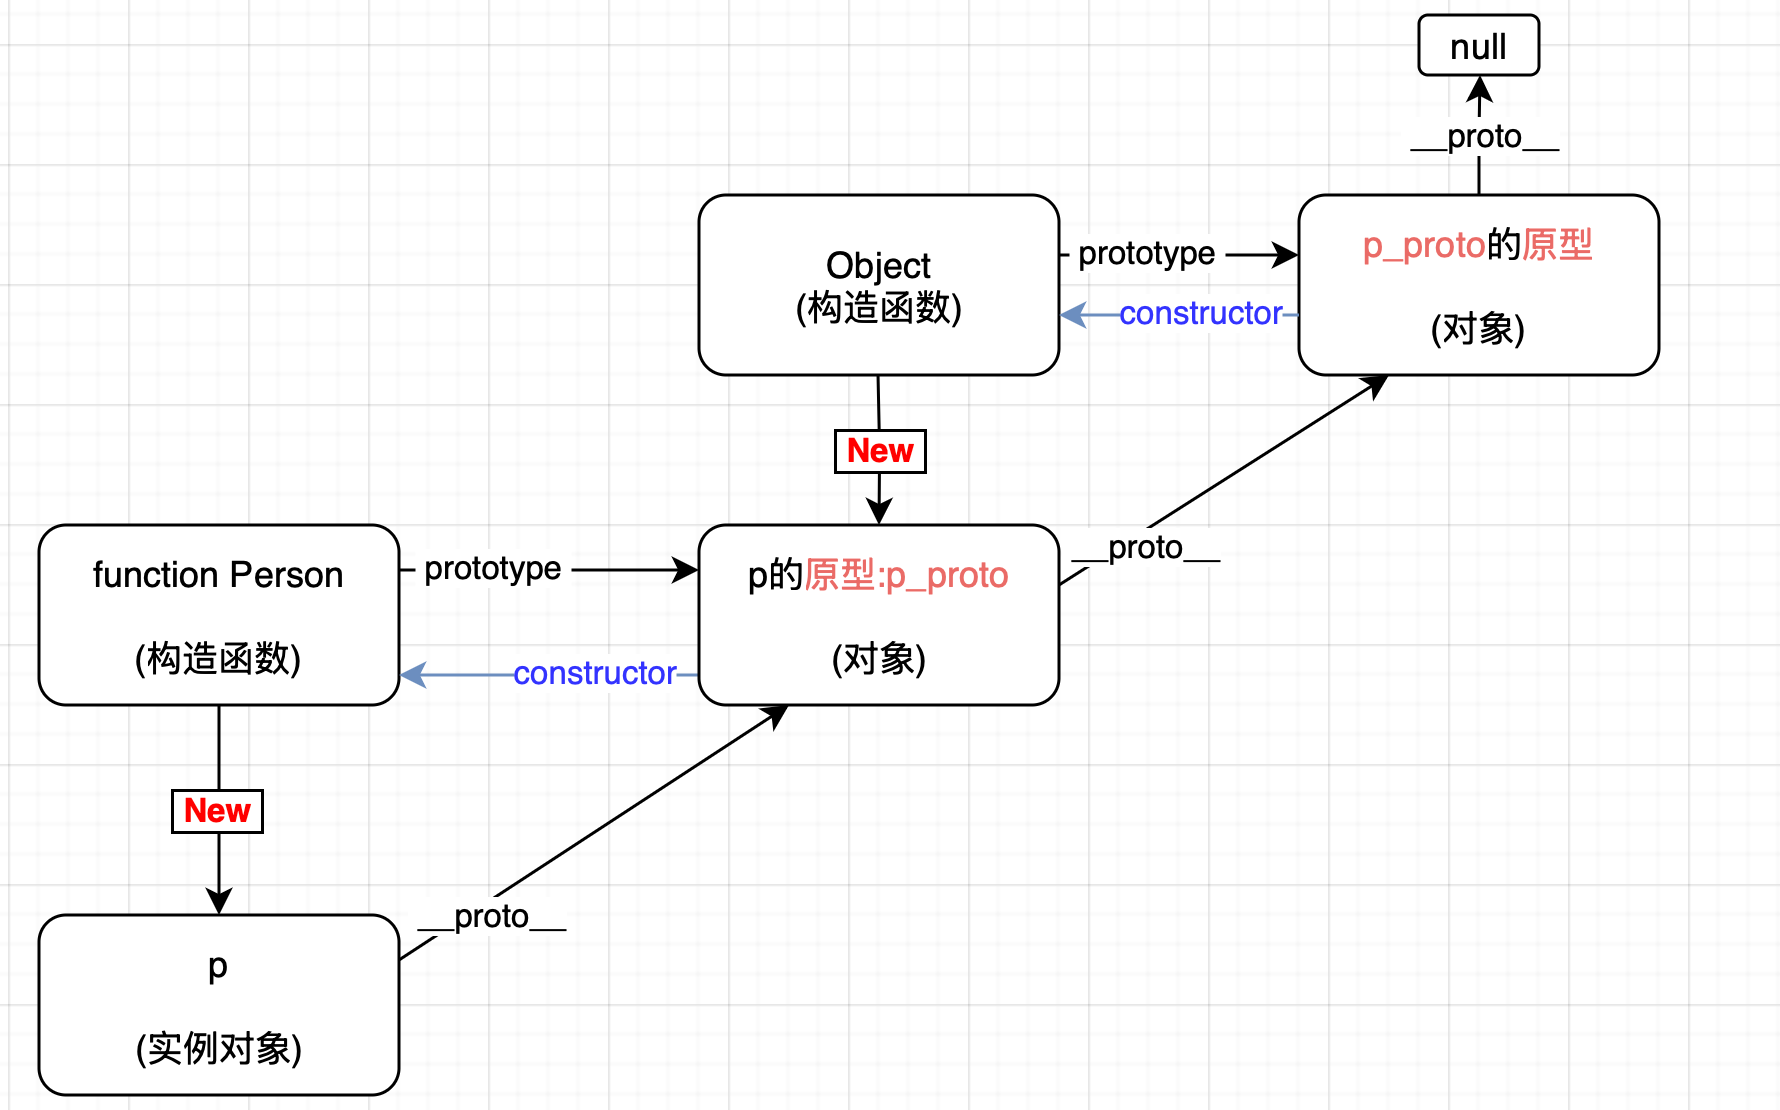 null
__proto__
Object
(构造函数)
prototype
constructor
p_proto的原型
(对象)
New
function Person
(构造函数)
prototype
constructor
p的原型:p_proto
(对象)
__proto__
New
__proto__
p
(实例对象)